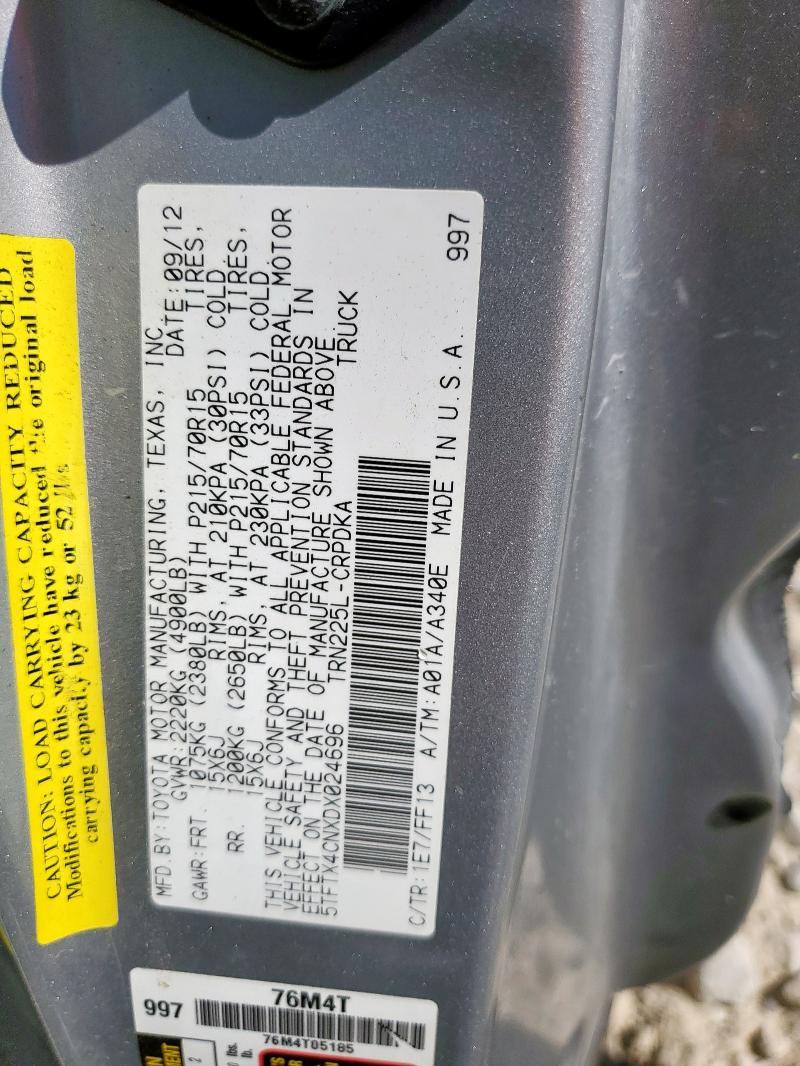 CAUTION: LOAD CARRYING CAPACITY REDUCED
Modifications to this vehicle have reduced the original load
carrying capacity by 23 kg or 52 lbs
MFD.BY:TOYOTA MOTOR MANUFACTURING, TEXAS, INC
GVWR:2220KG (4900LB) DATE:09/12
GAWR:FRT. 1075KG (2380LB) WITH P215/70R15 TIRES,
15X6J RIMS, AT 210KPA (30PSI) COLD
RR. 1200KG (2650LB) WITH P215/70R15 TIRES,
15X6J RIMS, AT 230KPA (33PSI) COLD
THIS VEHICLE CONFORMS TO ALL APPLICABLE FEDERAL MOTOR
VEHICLE SAFETY AND THEFT PREVENTION STANDARDS IN
EFFECT ON THE DATE OF MANUFACTURE SHOWN ABOVE.
5TFTX4CNXDX024696 TRN225L-CRPDKA TRUCK
C/TR:1E7/FF13 A/TM:A01A/A340E MADE IN U.S.A. 997
76M4T
997
76M4T05185
2
lbs.
lb.